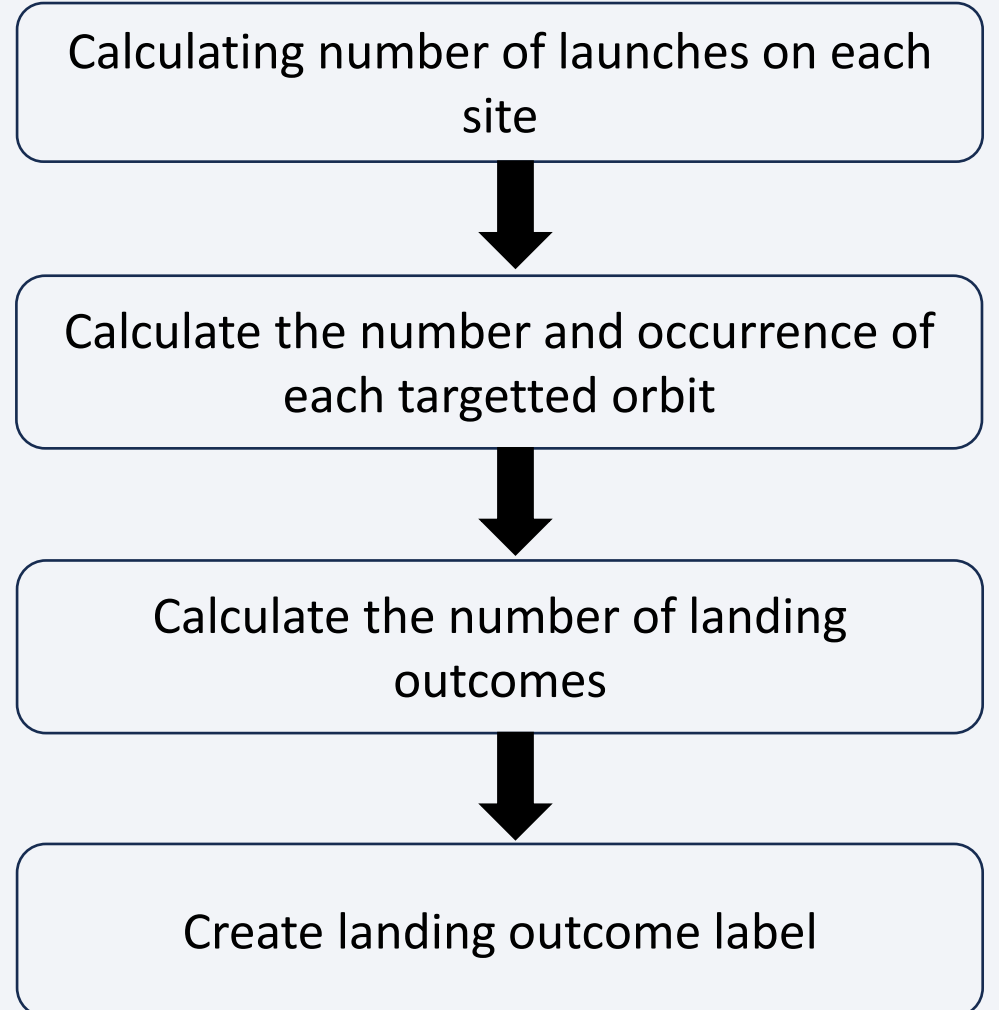 Calculating number of launches on each
site
Calculate the number and occurrence of
each targetted orbit
Calculate the number of landing
outcomes
Create landing outcome label